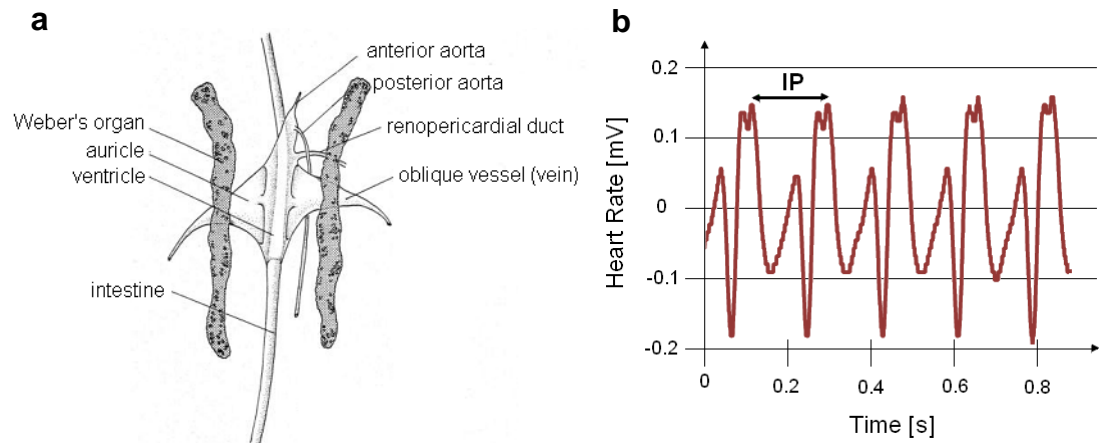 a
anterior aorta
posterior aorta
Weber's organ
renopericardial duct
auricle
oblique vessel (vein)
ventricle
intestine
b
0.2
IP
0.1
0
-0.1
-0.2
Heart Rate [mV]
0 0.2 0.4 0.6 0.8
Time [s]